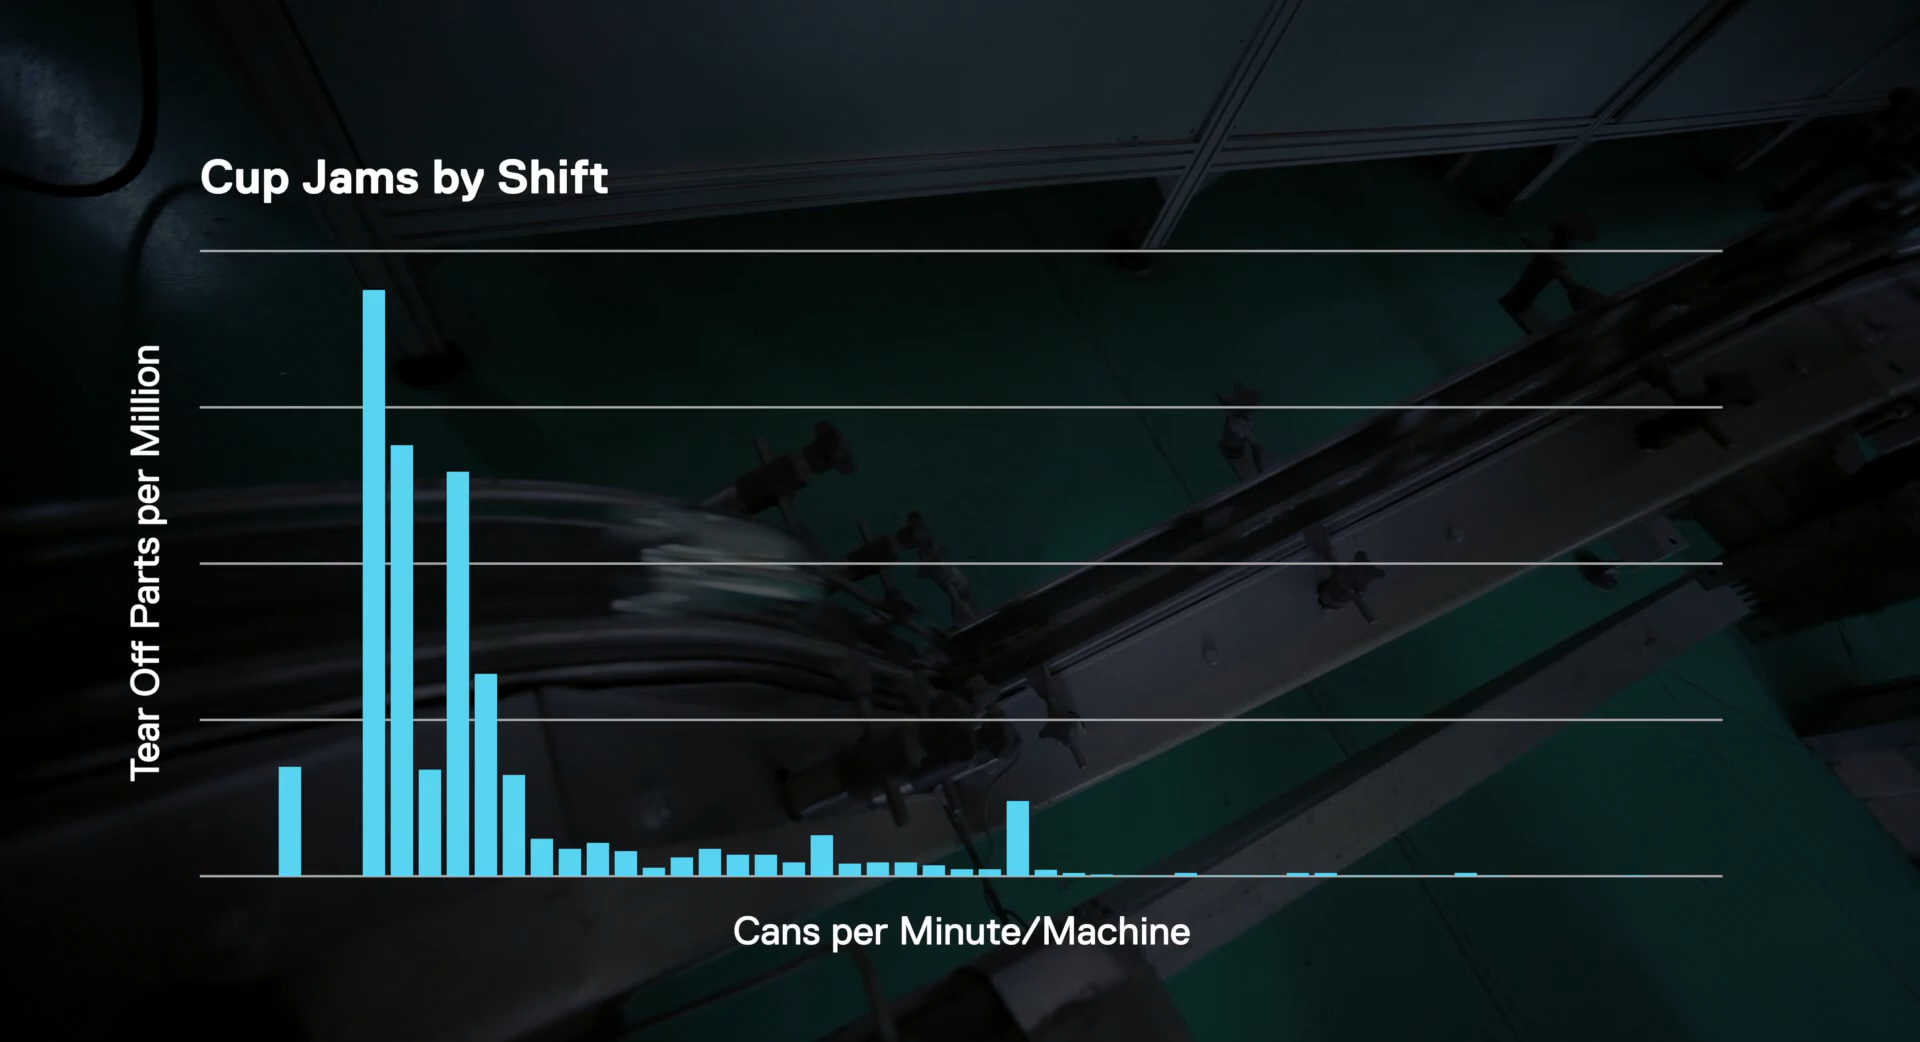 Cup Jams by Shift
Tear Off Parts per Million
Cans per Minute/Machine